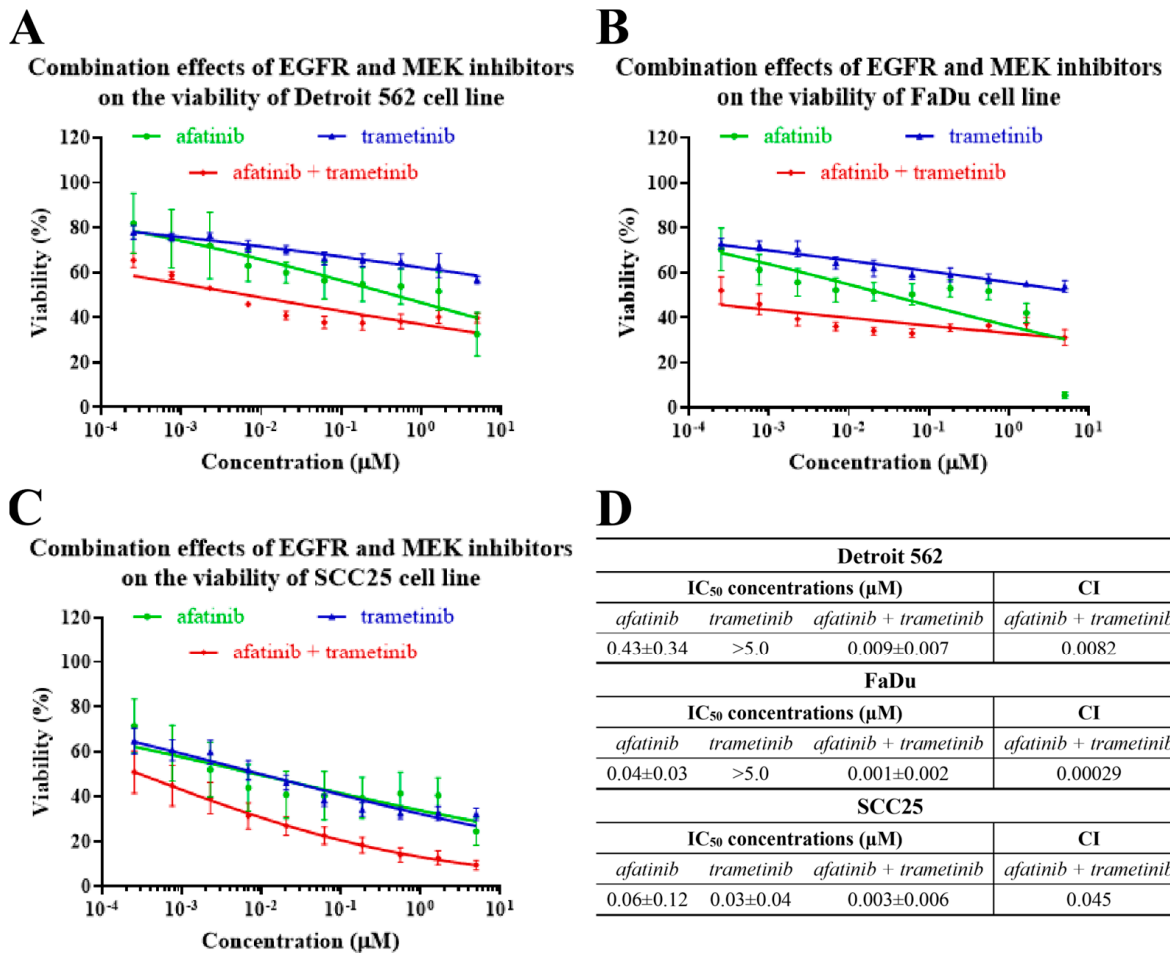 A
Combination effects of EGFR and MEK inhibitors
on the viability of Detroit 562 cell line
afatinib
trametinib
afatinib + trametinib
120
100
80
60
40
20
0
Viability (%)
10⁻⁴ 10⁻³ 10⁻² 10⁻¹ 10⁰ 10¹
Concentration (µM)
B
Combination effects of EGFR and MEK inhibitors
on the viability of FaDu cell line
afatinib
trametinib
afatinib + trametinib
120
100
80
60
40
20
0
Viability (%)
10⁻⁴ 10⁻³ 10⁻² 10⁻¹ 10⁰ 10¹
Concentration (µM)
C
Combination effects of EGFR and MEK inhibitors
on the viability of SCC25 cell line
afatinib
trametinib
afatinib + trametinib
120
100
80
60
40
20
0
Viability (%)
10⁻⁴ 10⁻³ 10⁻² 10⁻¹ 10⁰ 10¹
Concentration (µM)
D
Detroit 562
IC₅₀ concentrations (µM) CI
afatinib trametinib afatinib + trametinib afatinib + trametinib
0.43±0.34 >5.0 0.009±0.007 0.0082
FaDu
IC₅₀ concentrations (µM) CI
afatinib trametinib afatinib + trametinib afatinib + trametinib
0.04±0.03 >5.0 0.001±0.002 0.00029
SCC25
IC₅₀ concentrations (µM) CI
afatinib trametinib afatinib + trametinib afatinib + trametinib
0.06±0.12 0.03±0.04 0.003±0.006 0.045